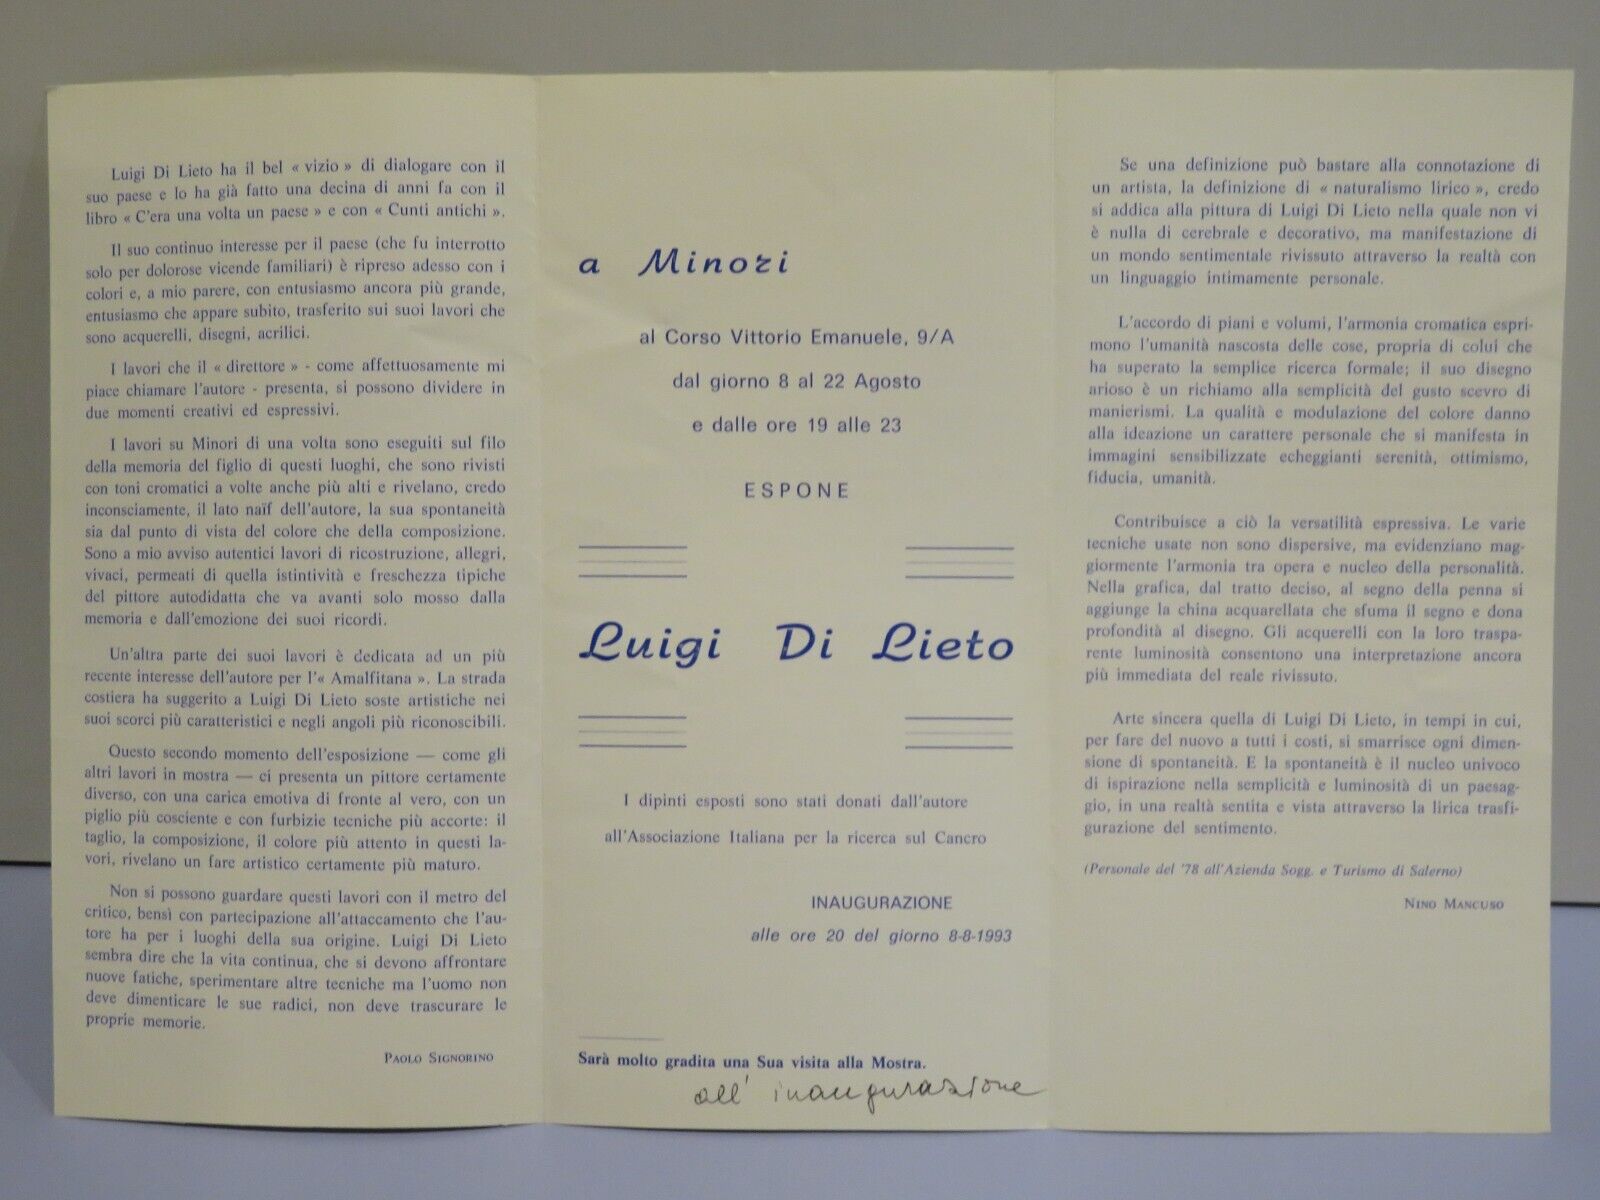 Luigi Di Lieto ha il bel « vizio » di dialogare con il
suo paese e lo ha già fatto una decina di anni fa con il
libro « C'era una volta un paese » e con « Cunti antichi ».
Il suo continuo interesse per il paese (che fu interrotto
solo per dolorose vicende familiari) è ripreso adesso con i
colori e, a mio parere, con entusiasmo ancora più grande,
entusiasmo che appare subito, trasferito sui suoi lavori che
sono acquerelli, disegni, acrilici.
I lavori che il « direttore » - come affettuosamente mi
piace chiamare l'autore - presenta, si possono dividere in
due momenti creativi ed espressivi.
I lavori su Minori di una volta sono eseguiti sul filo
della memoria del figlio di questi luoghi, che sono rivisti
con toni cromatici a volte anche più alti e rivelano, credo
inconsciamente, il lato naïf dell'autore, la sua spontaneità
sia dal punto di vista del colore che della composizione.
Sono a mio avviso autentici lavori di ricostruzione, allegri,
vivaci, permeati di quella istintività e freschezza tipiche
del pittore autodidatta che va avanti solo mosso dalla
memoria e dall'emozione dei suoi ricordi.
Un'altra parte dei suoi lavori è dedicata ad un più
recente interesse dell'autore per l'« Amalfitana ». La strada
costiera ha suggerito a Luigi Di Lieto soste artistiche nei
suoi scorci più caratteristici e negli angoli più riconoscibili.
Questo secondo momento dell'esposizione — come gli
altri lavori in mostra — ci presenta un pittore certamente
diverso, con una carica emotiva di fronte al vero, con un
piglio più cosciente e con furbizie tecniche più accorte: il
taglio, la composizione, il colore più attento in questi la-
vori, rivelano un fare artistico certamente più maturo.
Non si possono guardare questi lavori con il metro del
critico, bensì con partecipazione all'attaccamento che l'au-
tore ha per i luoghi della sua origine. Luigi Di Lieto
sembra dire che la vita continua, che si devono affrontare
nuove fatiche, sperimentare altre tecniche ma l'uomo non
deve dimenticare le sue radici, non deve trascurare le
proprie memorie.
PAOLO SIGNORINO
a Minori
al Corso Vittorio Emanuele, 9/A
dal giorno 8 al 22 Agosto
e dalle ore 19 alle 23
ESPONE
Luigi Di Lieto
I dipinti esposti sono stati donati dall'autore
all'Associazione Italiana per la ricerca sul Cancro
INAUGURAZIONE
alle ore 20 del giorno 8-8-1993
Sarà molto gradita una Sua visita alla Mostra.
all' inaugurazione
Se una definizione può bastare alla connotazione di
un artista, la definizione di « naturalismo lirico », credo
si addica alla pittura di Luigi Di Lieto nella quale non vi
è nulla di cerebrale e decorativo, ma manifestazione di
un mondo sentimentale rivissuto attraverso la realtà con
un linguaggio intimamente personale.
L'accordo di piani e volumi, l'armonia cromatica espri-
mono l'umanità nascosta delle cose, propria di colui che
ha superato la semplice ricerca formale; il suo disegno
arioso è un richiamo alla semplicità del gusto scevro di
manierismi. La qualità e modulazione del colore danno
alla ideazione un carattere personale che si manifesta in
immagini sensibilizzate echeggianti serenità, ottimismo,
fiducia, umanità.
Contribuisce a ciò la versatilità espressiva. Le varie
tecniche usate non sono dispersive, ma evidenziano mag-
giormente l'armonia tra opera e nucleo della personalità.
Nella grafica, dal tratto deciso, al segno della penna si
aggiunge la china acquarellata che sfuma il segno e dona
profondità al disegno. Gli acquerelli con la loro traspa-
rente luminosità consentono una interpretazione ancora
più immediata del reale rivissuto.
Arte sincera quella di Luigi Di Lieto, in tempi in cui,
per fare del nuovo a tutti i costi, si smarrisce ogni dimen-
sione di spontaneità. E la spontaneità è il nucleo univoco
di ispirazione nella semplicità e luminosità di un paesag-
gio, in una realtà sentita e vista attraverso la lirica trasfi-
gurazione del sentimento.
(Personale del '78 all'Azienda Sogg. e Turismo di Salerno)
NINO MANCUSO